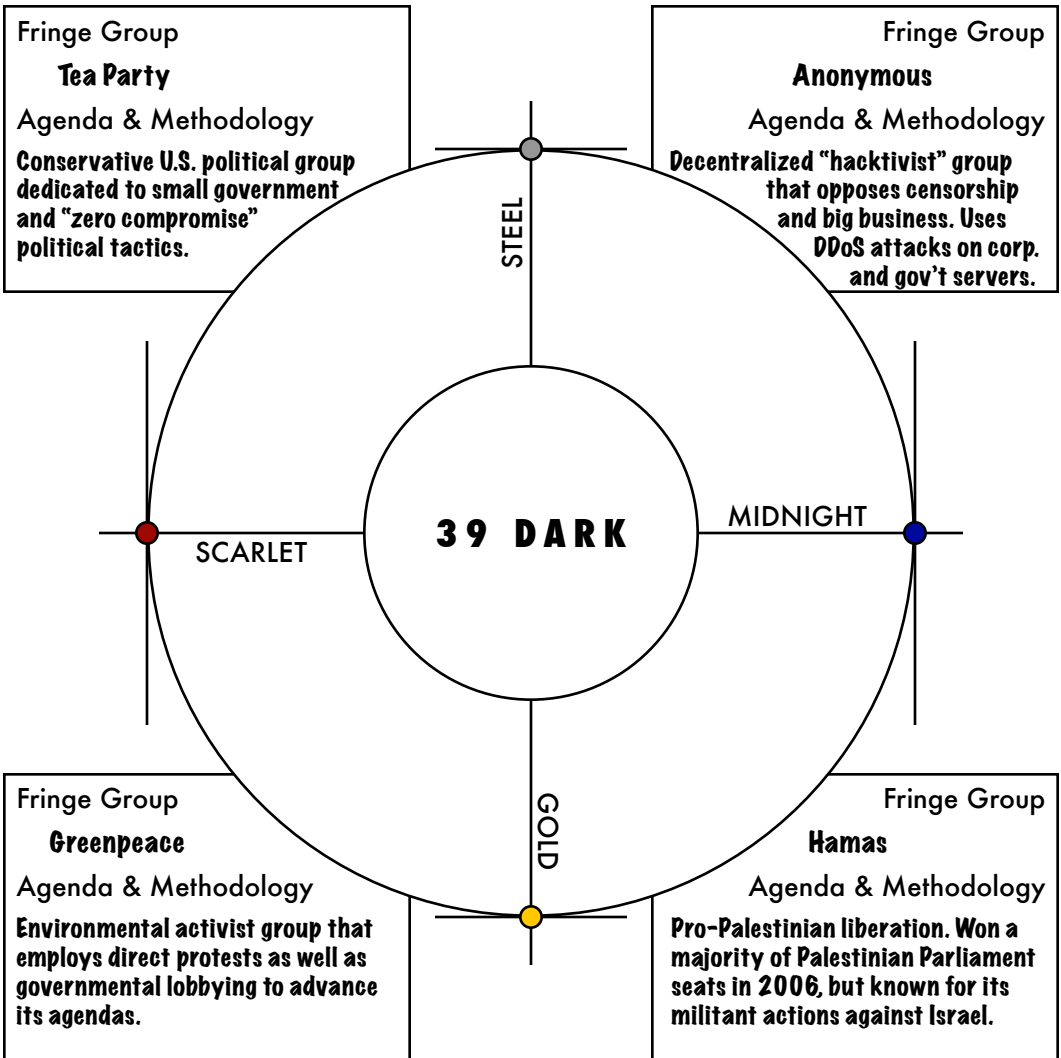 Fringe Group
Tea Party
Agenda & Methodology
Conservative U.S. political group
dedicated to small government
and “zero compromise”
political tactics.
Fringe Group
Anonymous
Agenda & Methodology
Decentralized “hacktivist” group
that opposes censorship
and big business. Uses
DDoS attacks on corp.
and gov’t servers.
STEEL
39 DARK
MIDNIGHT
SCARLET
GOLD
Fringe Group
Greenpeace
Agenda & Methodology
Environmental activist group that
employs direct protests as well as
governmental lobbying to advance
its agendas.
Fringe Group
Hamas
Agenda & Methodology
Pro-Palestinian liberation. Won a
majority of Palestinian Parliament
seats in 2006, but known for its
militant actions against Israel.